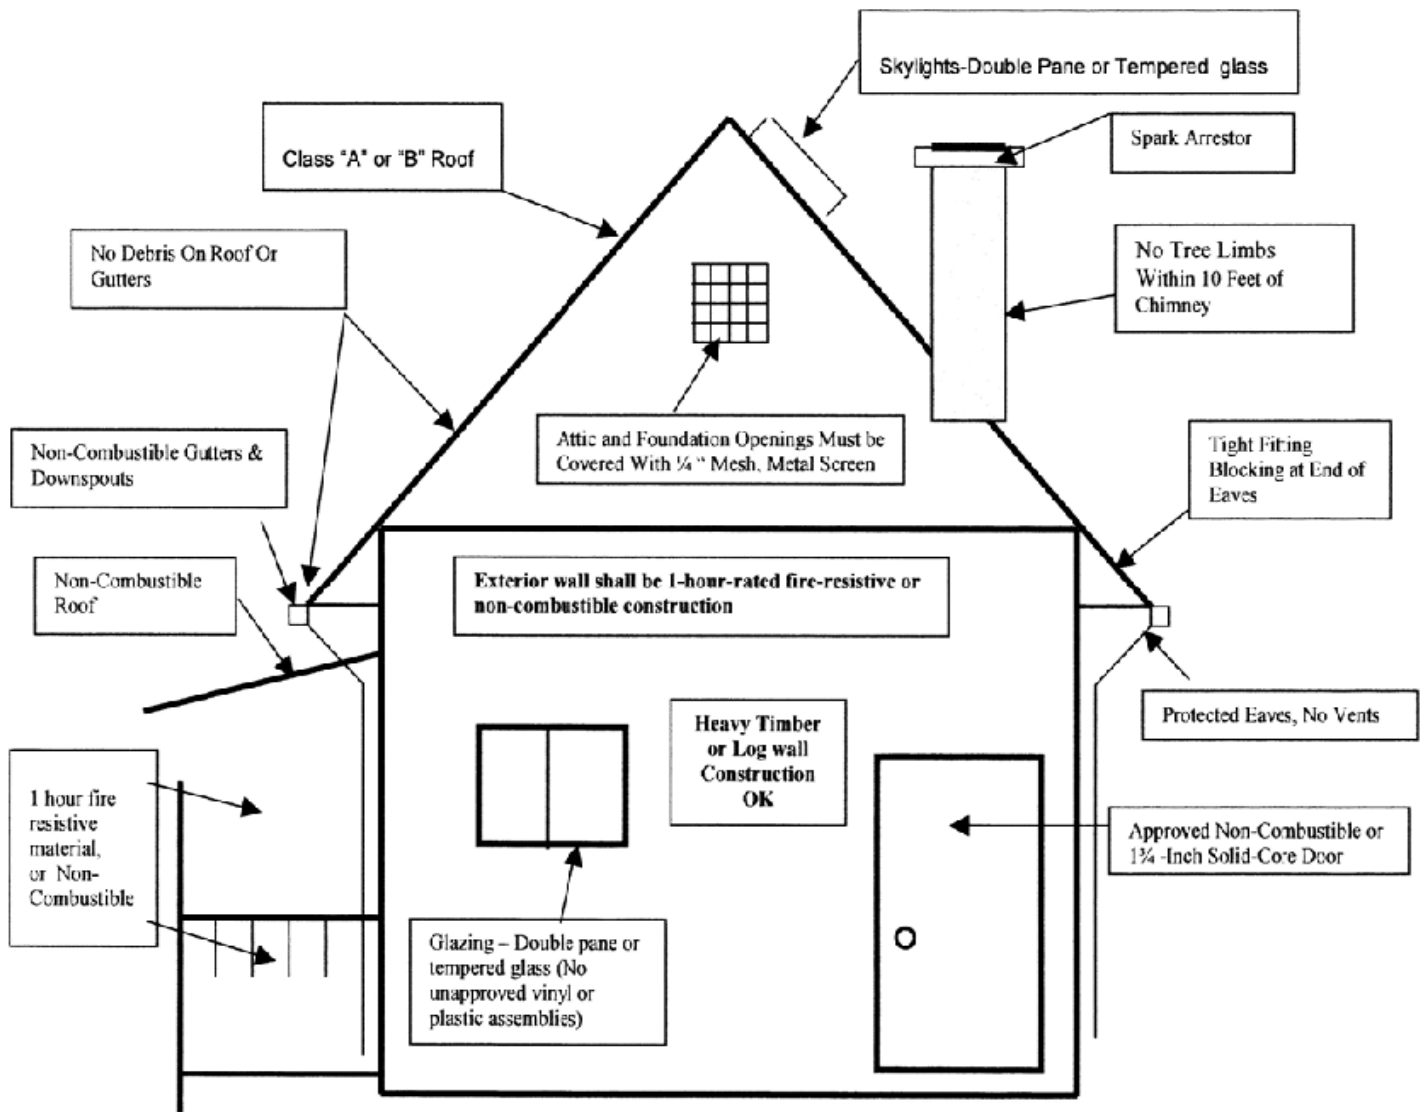 Skylights-Double Pane or Tempered glass
Class "A" or "B" Roof
Spark Arrestor
No Debris On Roof Or
Gutters
No Tree Limbs
Within 10 Feet of
Chimney
Non-Combustible Gutters &
Downspouts
Attic and Foundation Openings Must be
Covered With ¼ “ Mesh, Metal Screen
Tight Fitting
Blocking at End of
Eaves
Non-Combustible
Roof
Exterior wall shall be 1-hour-rated fire-resistive or
non-combustible construction
Protected Eaves, No Vents
Heavy Timber
or Log wall
Construction
OK
1 hour fire
resistive
material,
or Non-
Combustible
Approved Non-Combustible or
1¾ -Inch Solid-Core Door
Glazing – Double pane or
tempered glass (No
unapproved vinyl or
plastic assemblies)